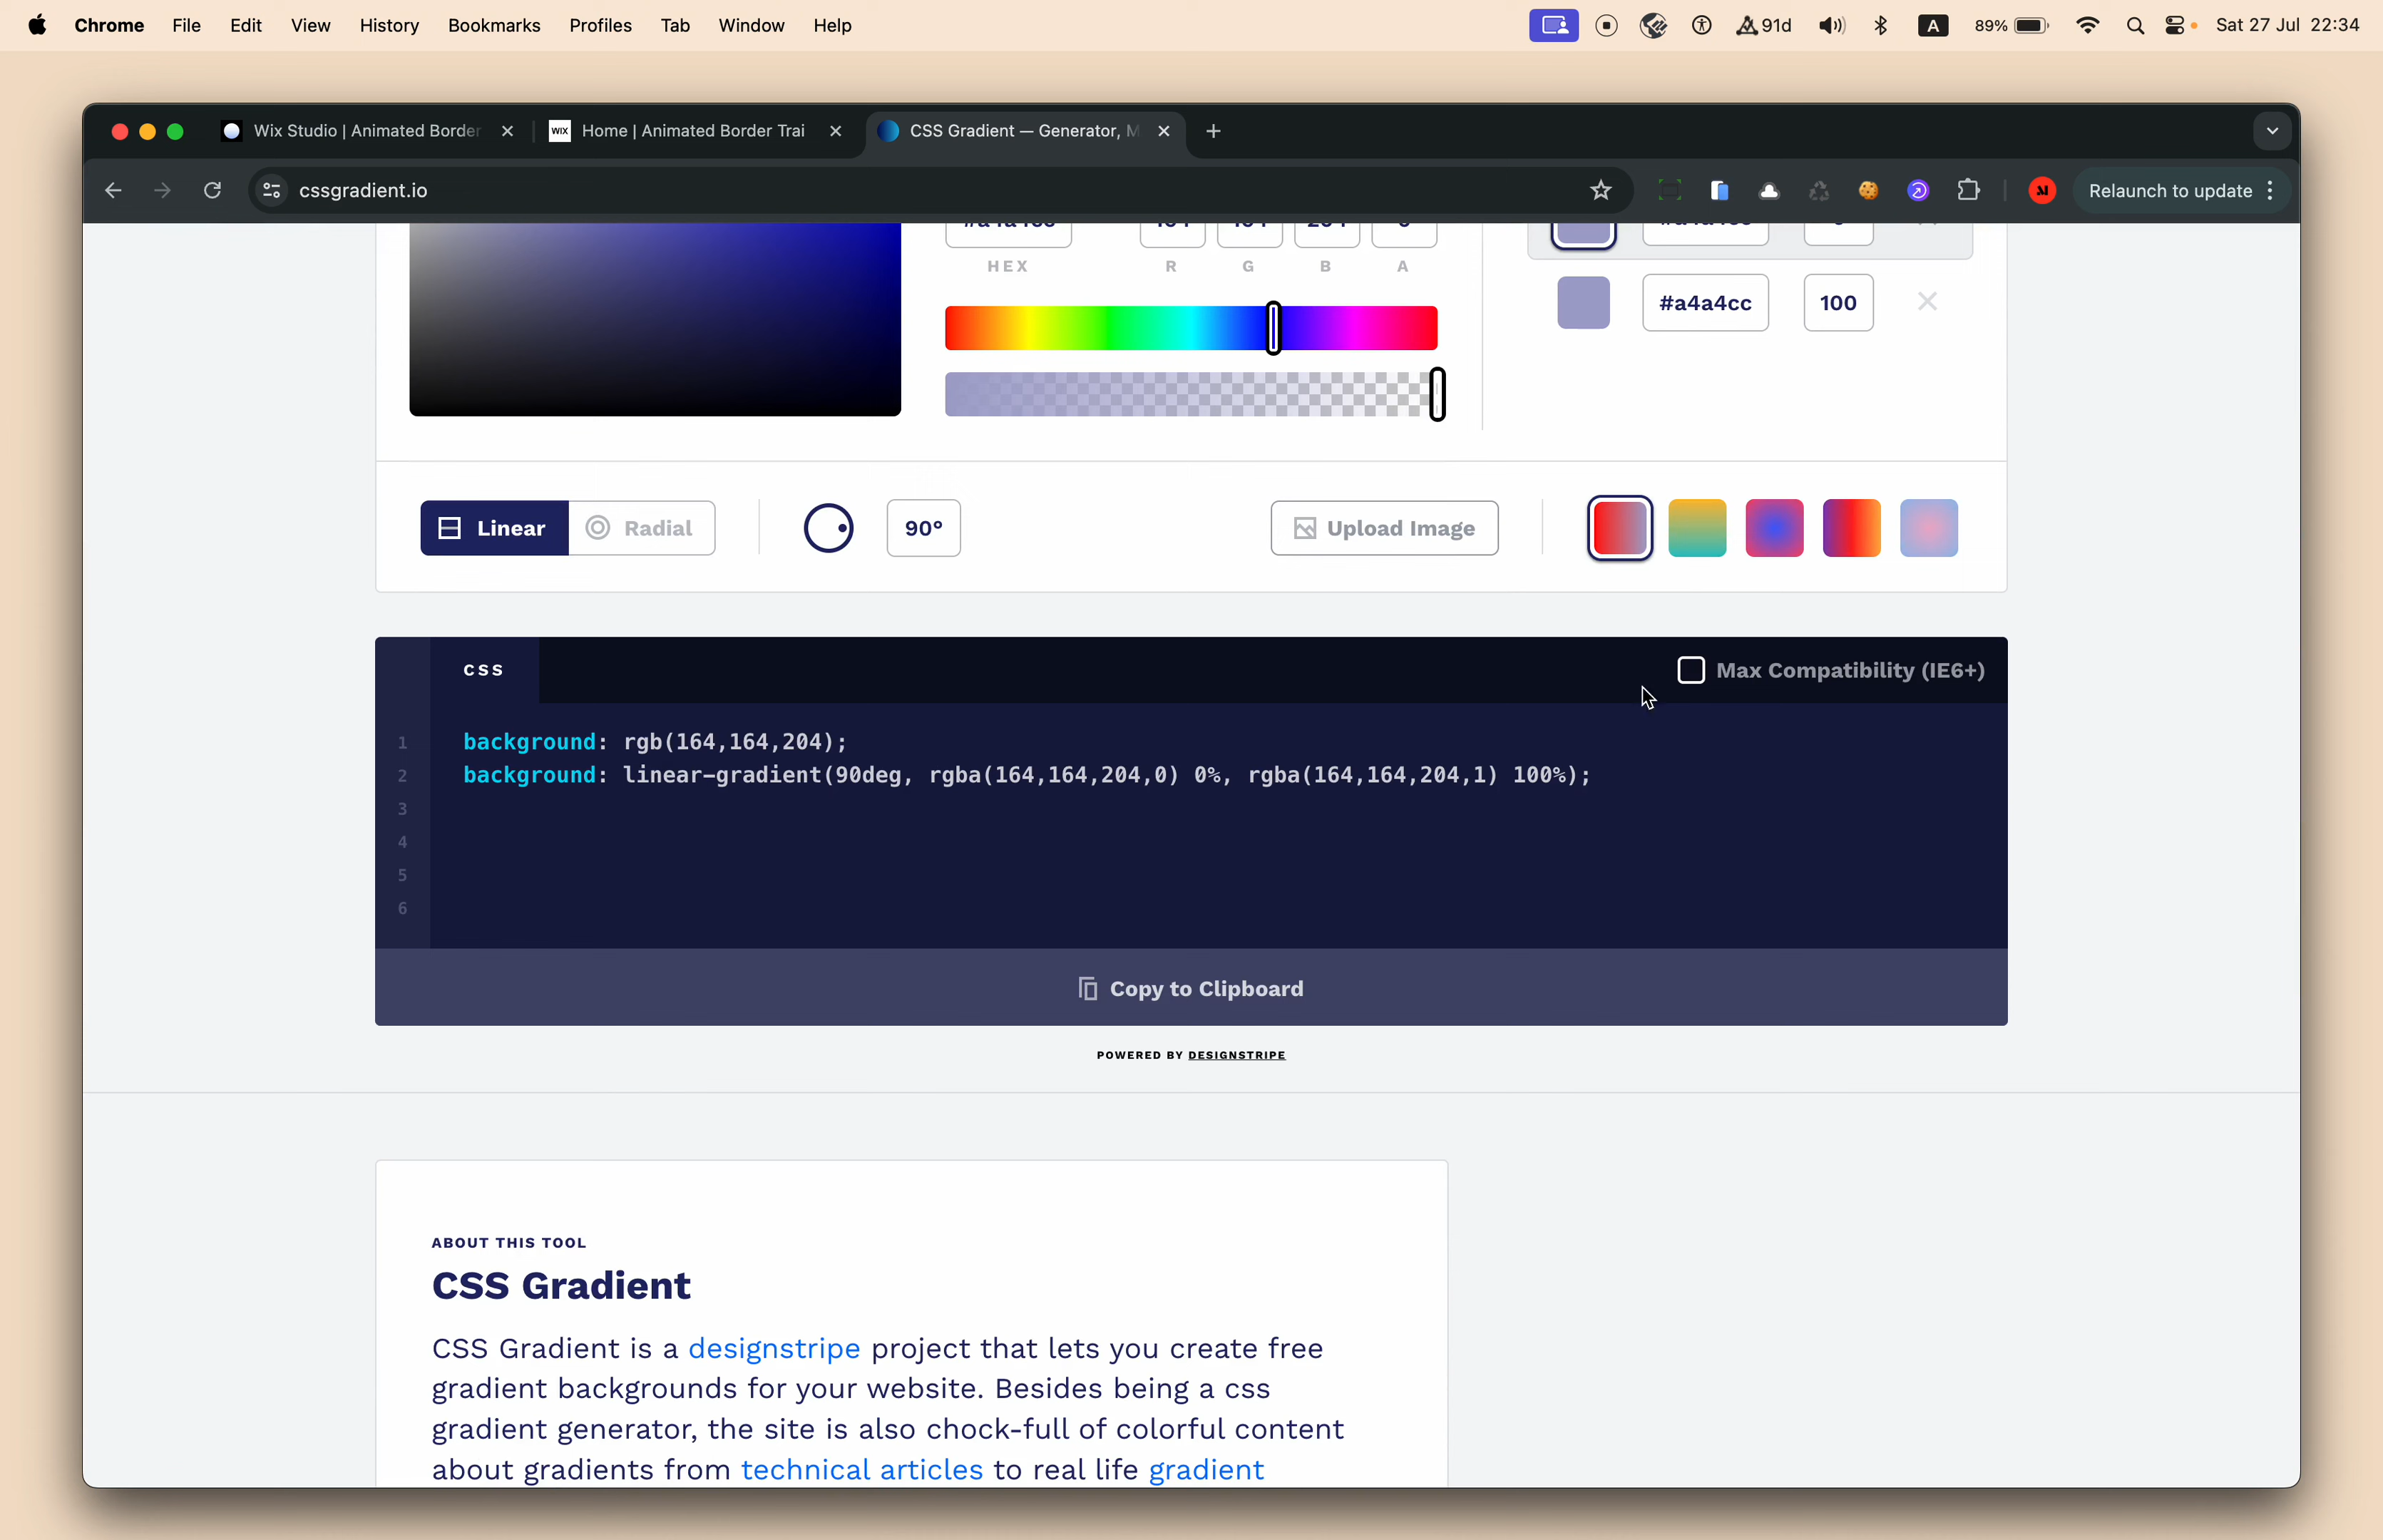 Chrome File Edit View History Bookmarks Profiles Tab Window Help 91d A 89% Sat 27 Jul 22:34
Wix Studio | Animated Border WIX Home | Animated Border Trai CSS Gradient — Generator, M
cssgradient.io Relaunch to update
HEX R G B A
#a4a4cc 100
Linear Radial 90° Upload Image
CSS Max Compatibility (IE6+)
1 background: rgb(164,164,204);
2 background: linear-gradient(90deg, rgba(164,164,204,0) 0%, rgba(164,164,204,1) 100%);
3
4
5
6
Copy to Clipboard
POWERED BY DESIGNSTRIPE
ABOUT THIS TOOL
CSS Gradient
CSS Gradient is a designstripe project that lets you create free
gradient backgrounds for your website. Besides being a css
gradient generator, the site is also chock-full of colorful content
about gradients from technical articles to real life gradient